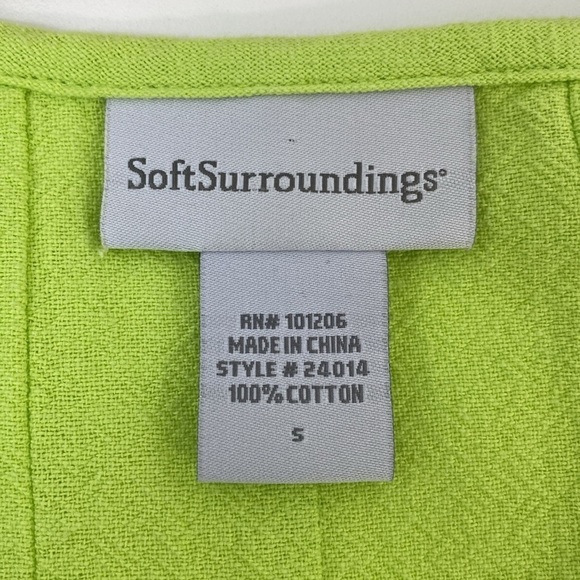 SoftSurroundings®
RN# 101206
MADE IN CHINA
STYLE # 24014
100% COTTON
S